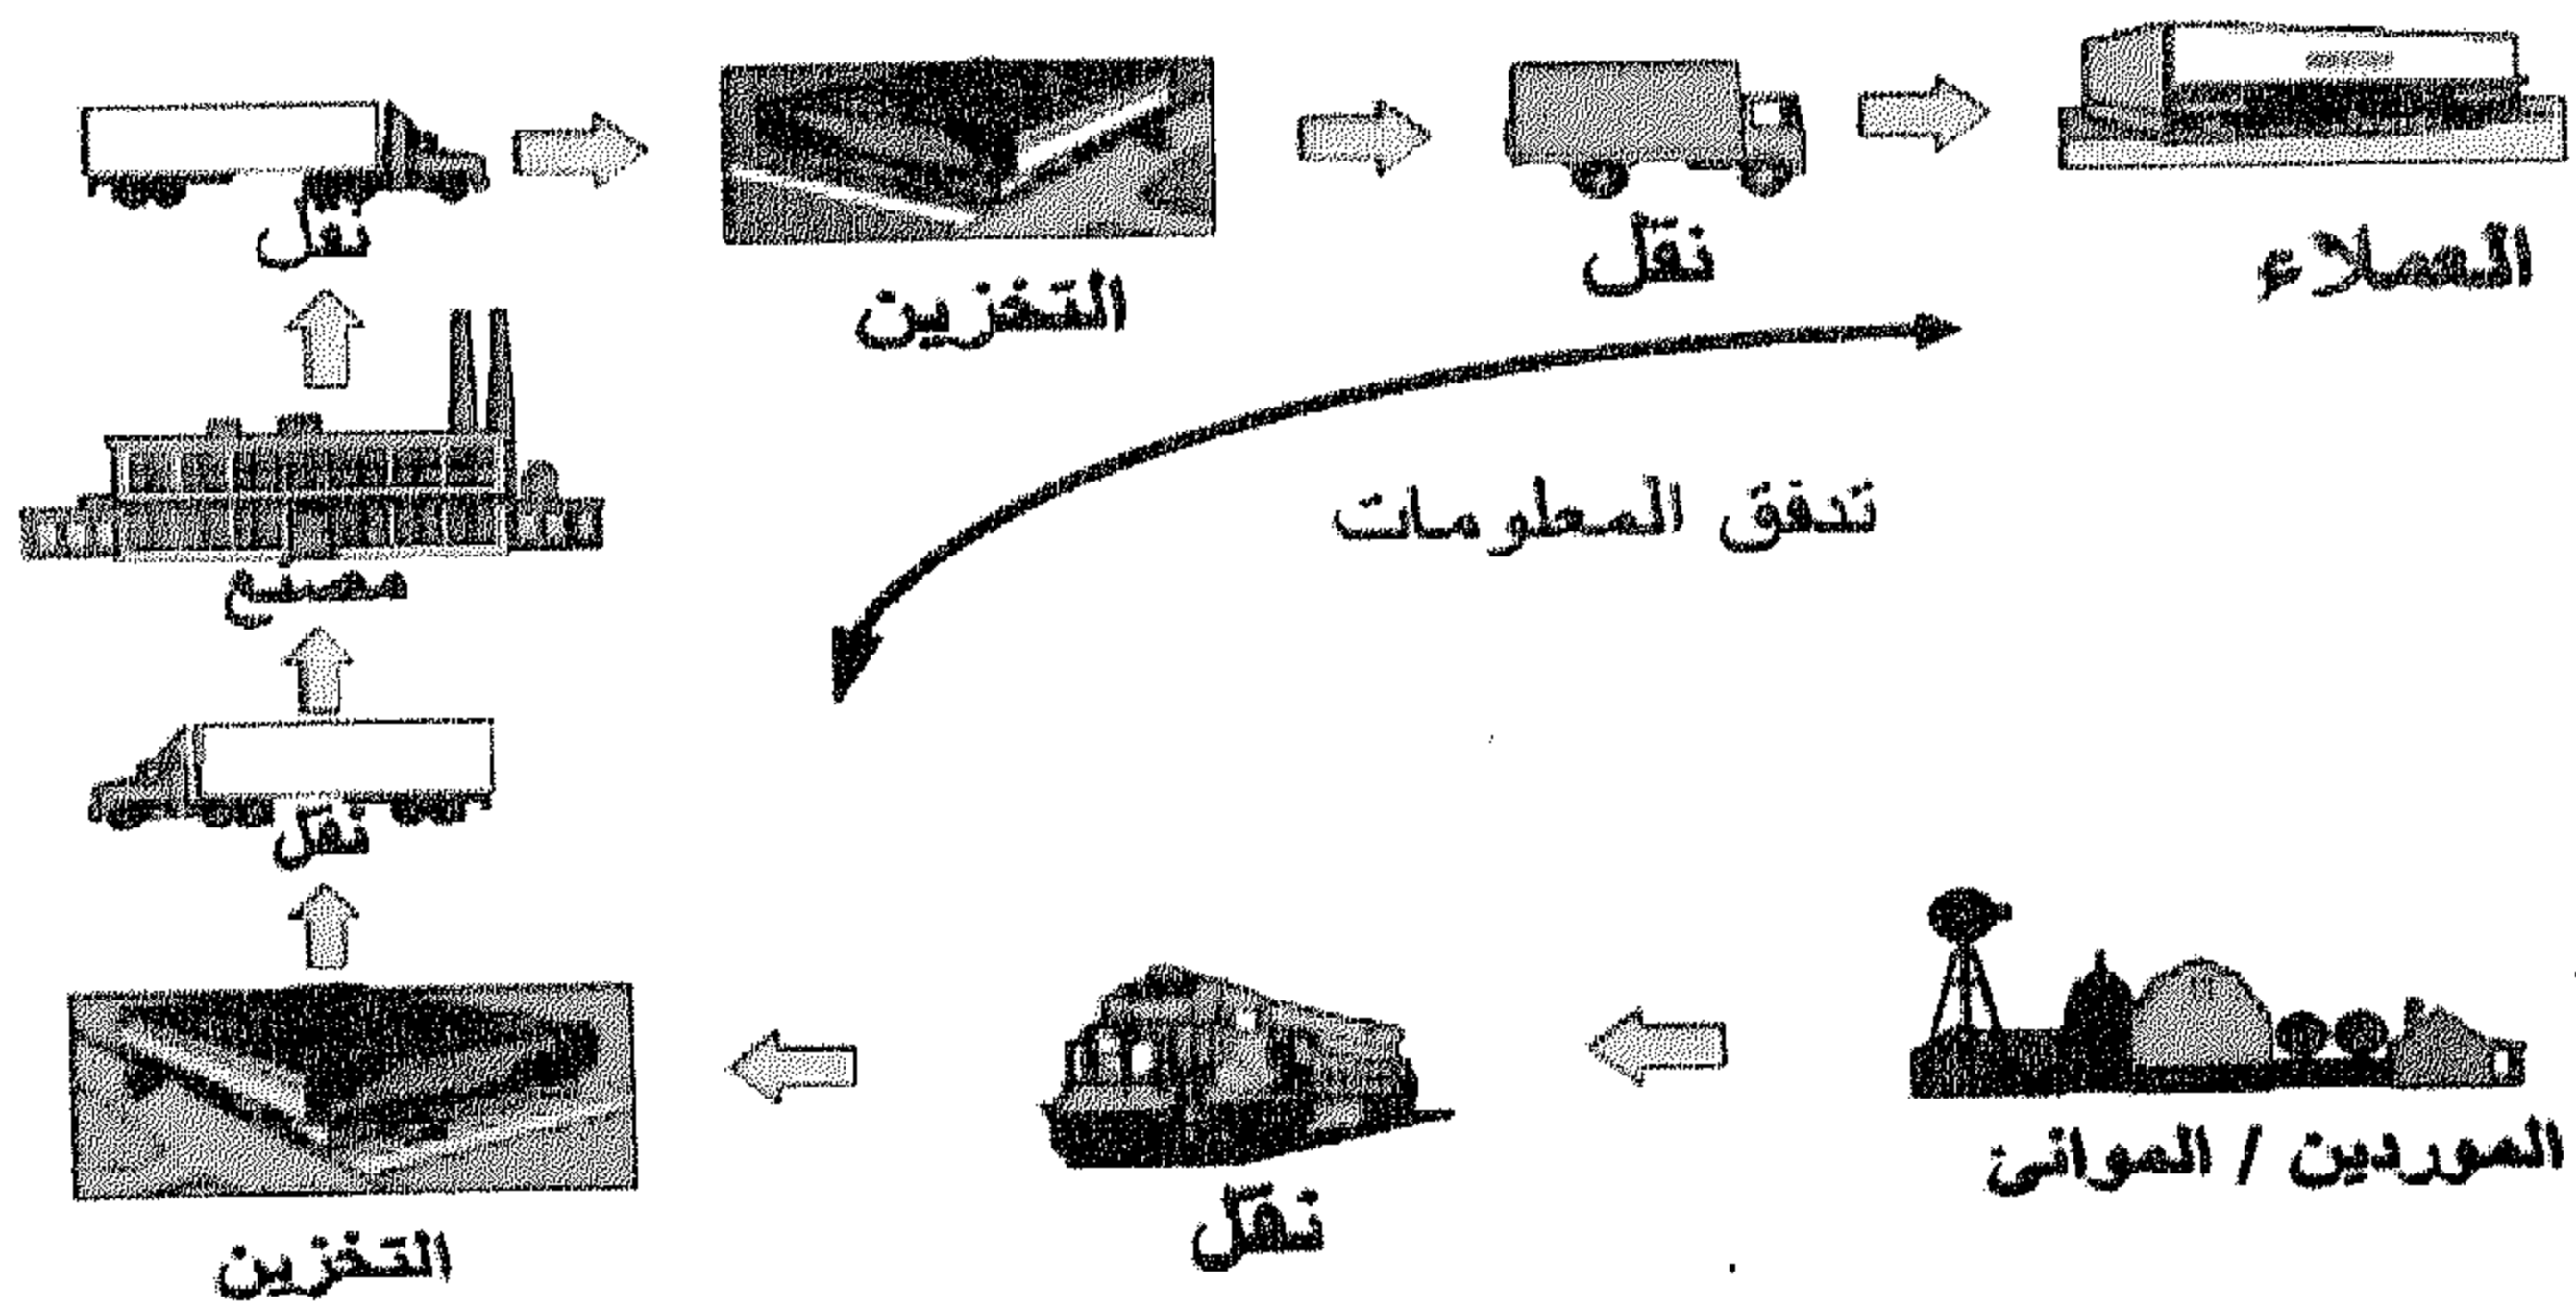 نقل
التخزين
نقل
العملاء
تدفق المعلومات
مصنع
نقل
الموردين / الموانئ
نقل
التخزين